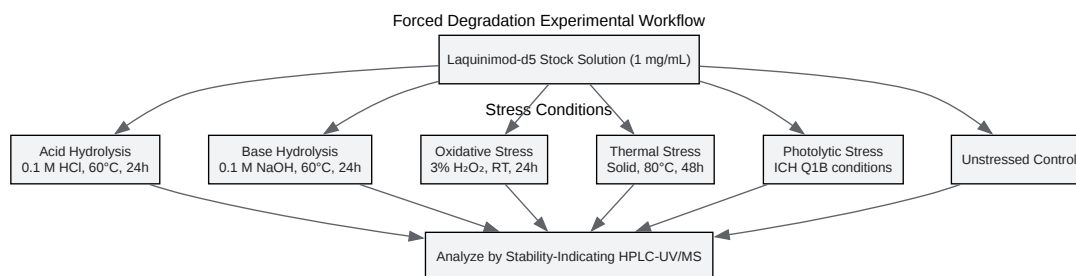 Forced Degradation Experimental Workflow
Laquinimod-d5 Stock Solution (1 mg/mL)
Stress Conditions
Acid Hydrolysis
0.1 M HCl, 60°C, 24h
Base Hydrolysis
0.1 M NaOH, 60°C, 24h
Oxidative Stress
3% H₂O₂, RT, 24h
Thermal Stress
Solid, 80°C, 48h
Photolytic Stress
ICH Q1B conditions
Unstressed Control
Analyze by Stability-Indicating HPLC-UV/MS